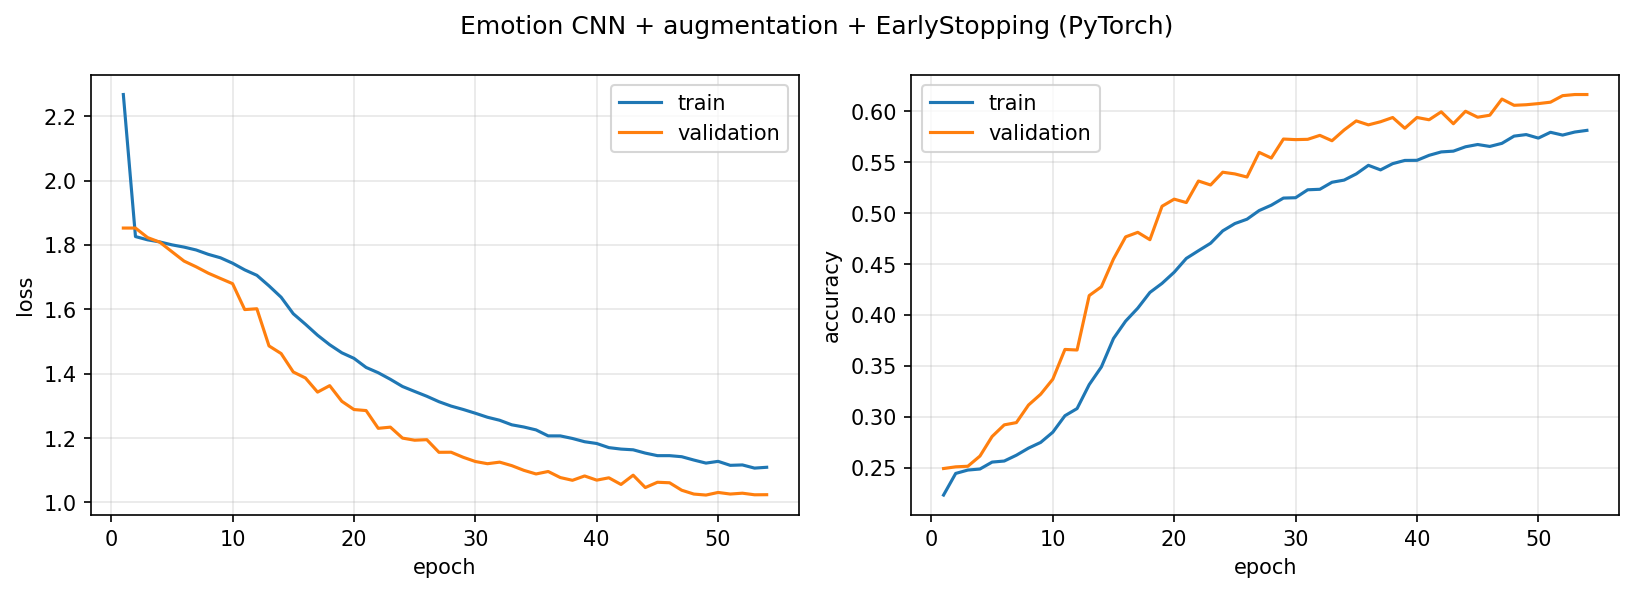 Emotion CNN + augmentation + EarlyStopping (PyTorch)
train
validation
2.2
2.0
1.8
1.6
1.4
1.2
1.0
loss
0 10 20 30 40 50
epoch
train
validation
0.60
0.55
0.50
0.45
0.40
0.35
0.30
0.25
accuracy
0 10 20 30 40 50
epoch